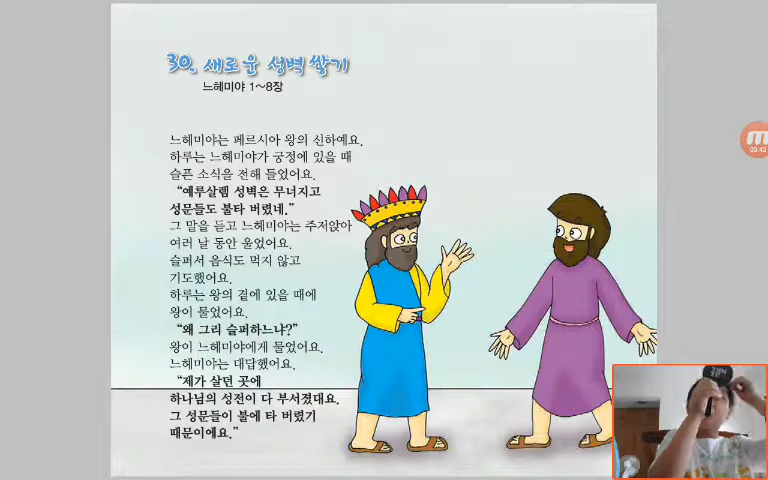 30. 새로운 성벽 쌓기
느헤미야 1~8장
느헤미야는 페르시아 왕의 신하예요.
하루는 느헤미야가 궁정에 있을 때
슬픈 소식을 전해 들었어요.
“예루살렘 성벽은 무너지고
성문들도 불타 버렸네.”
그 말을 듣고 느헤미야는 주저앉아
여러 날 동안 울었어요.
슬퍼서 음식도 먹지 않고
기도했어요.
하루는 왕의 곁에 있을 때에
왕이 물었어요.
“왜 그리 슬퍼하느냐?”
왕이 느헤미야에게 물었어요.
느헤미야는 대답했어요.
“제가 살던 곳에
하나님의 성전이 다 부서졌대요.
그 성문들이 불에 타 버렸기
때문이에요.”
03:42